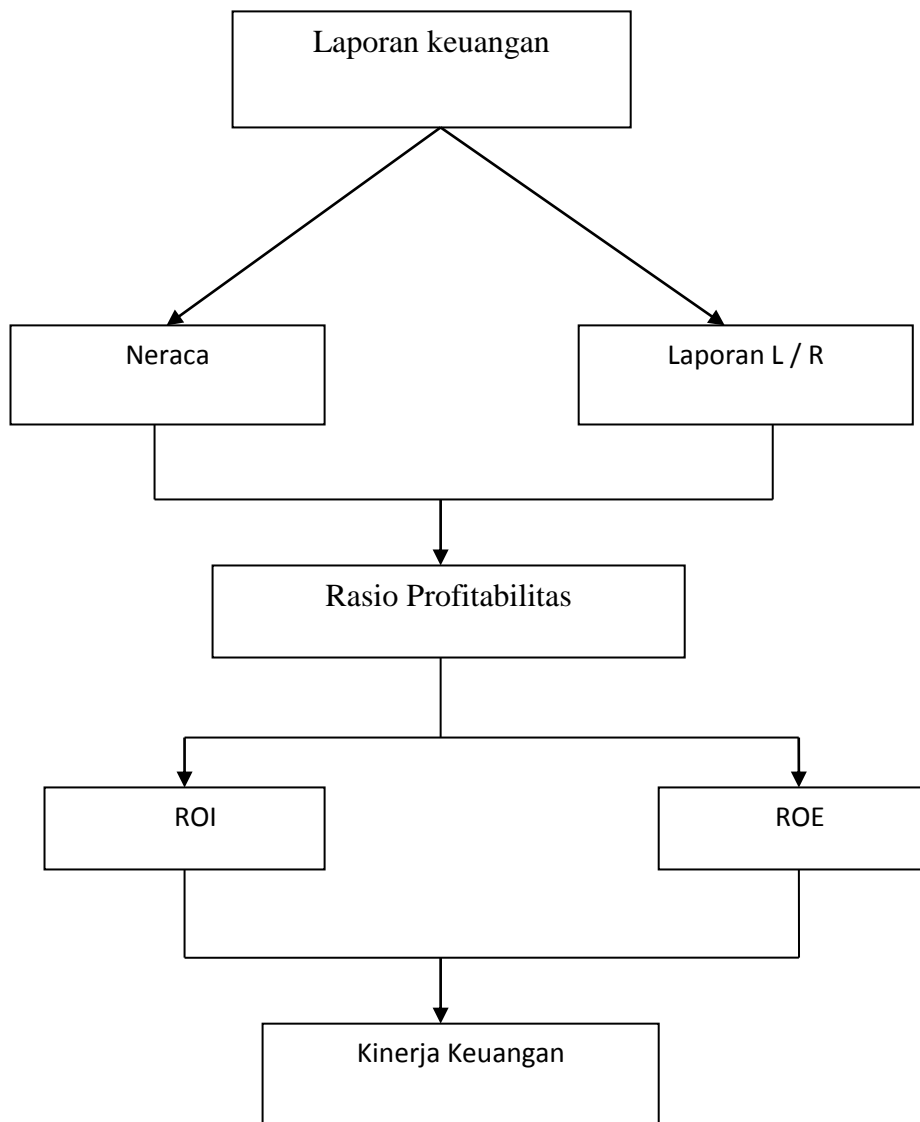 Laporan keuangan
Neraca
Laporan L / R
Rasio Profitabilitas
ROI
ROE
Kinerja Keuangan